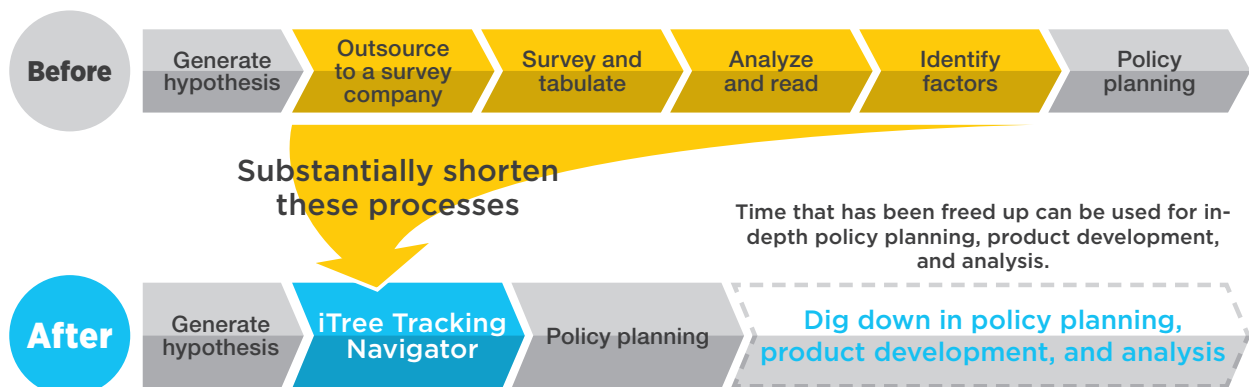 Before
Generate
hypothesis
Outsource
to a survey
company
Survey and
tabulate
Analyze
and read
Identify
factors
Policy
planning
Substantially shorten
these processes
Time that has been freed up can be used for in-
depth policy planning, product development,
and analysis.
After
Generate
hypothesis
iTree Tracking
Navigator
Policy planning
Dig down in policy planning,
product development, and analysis